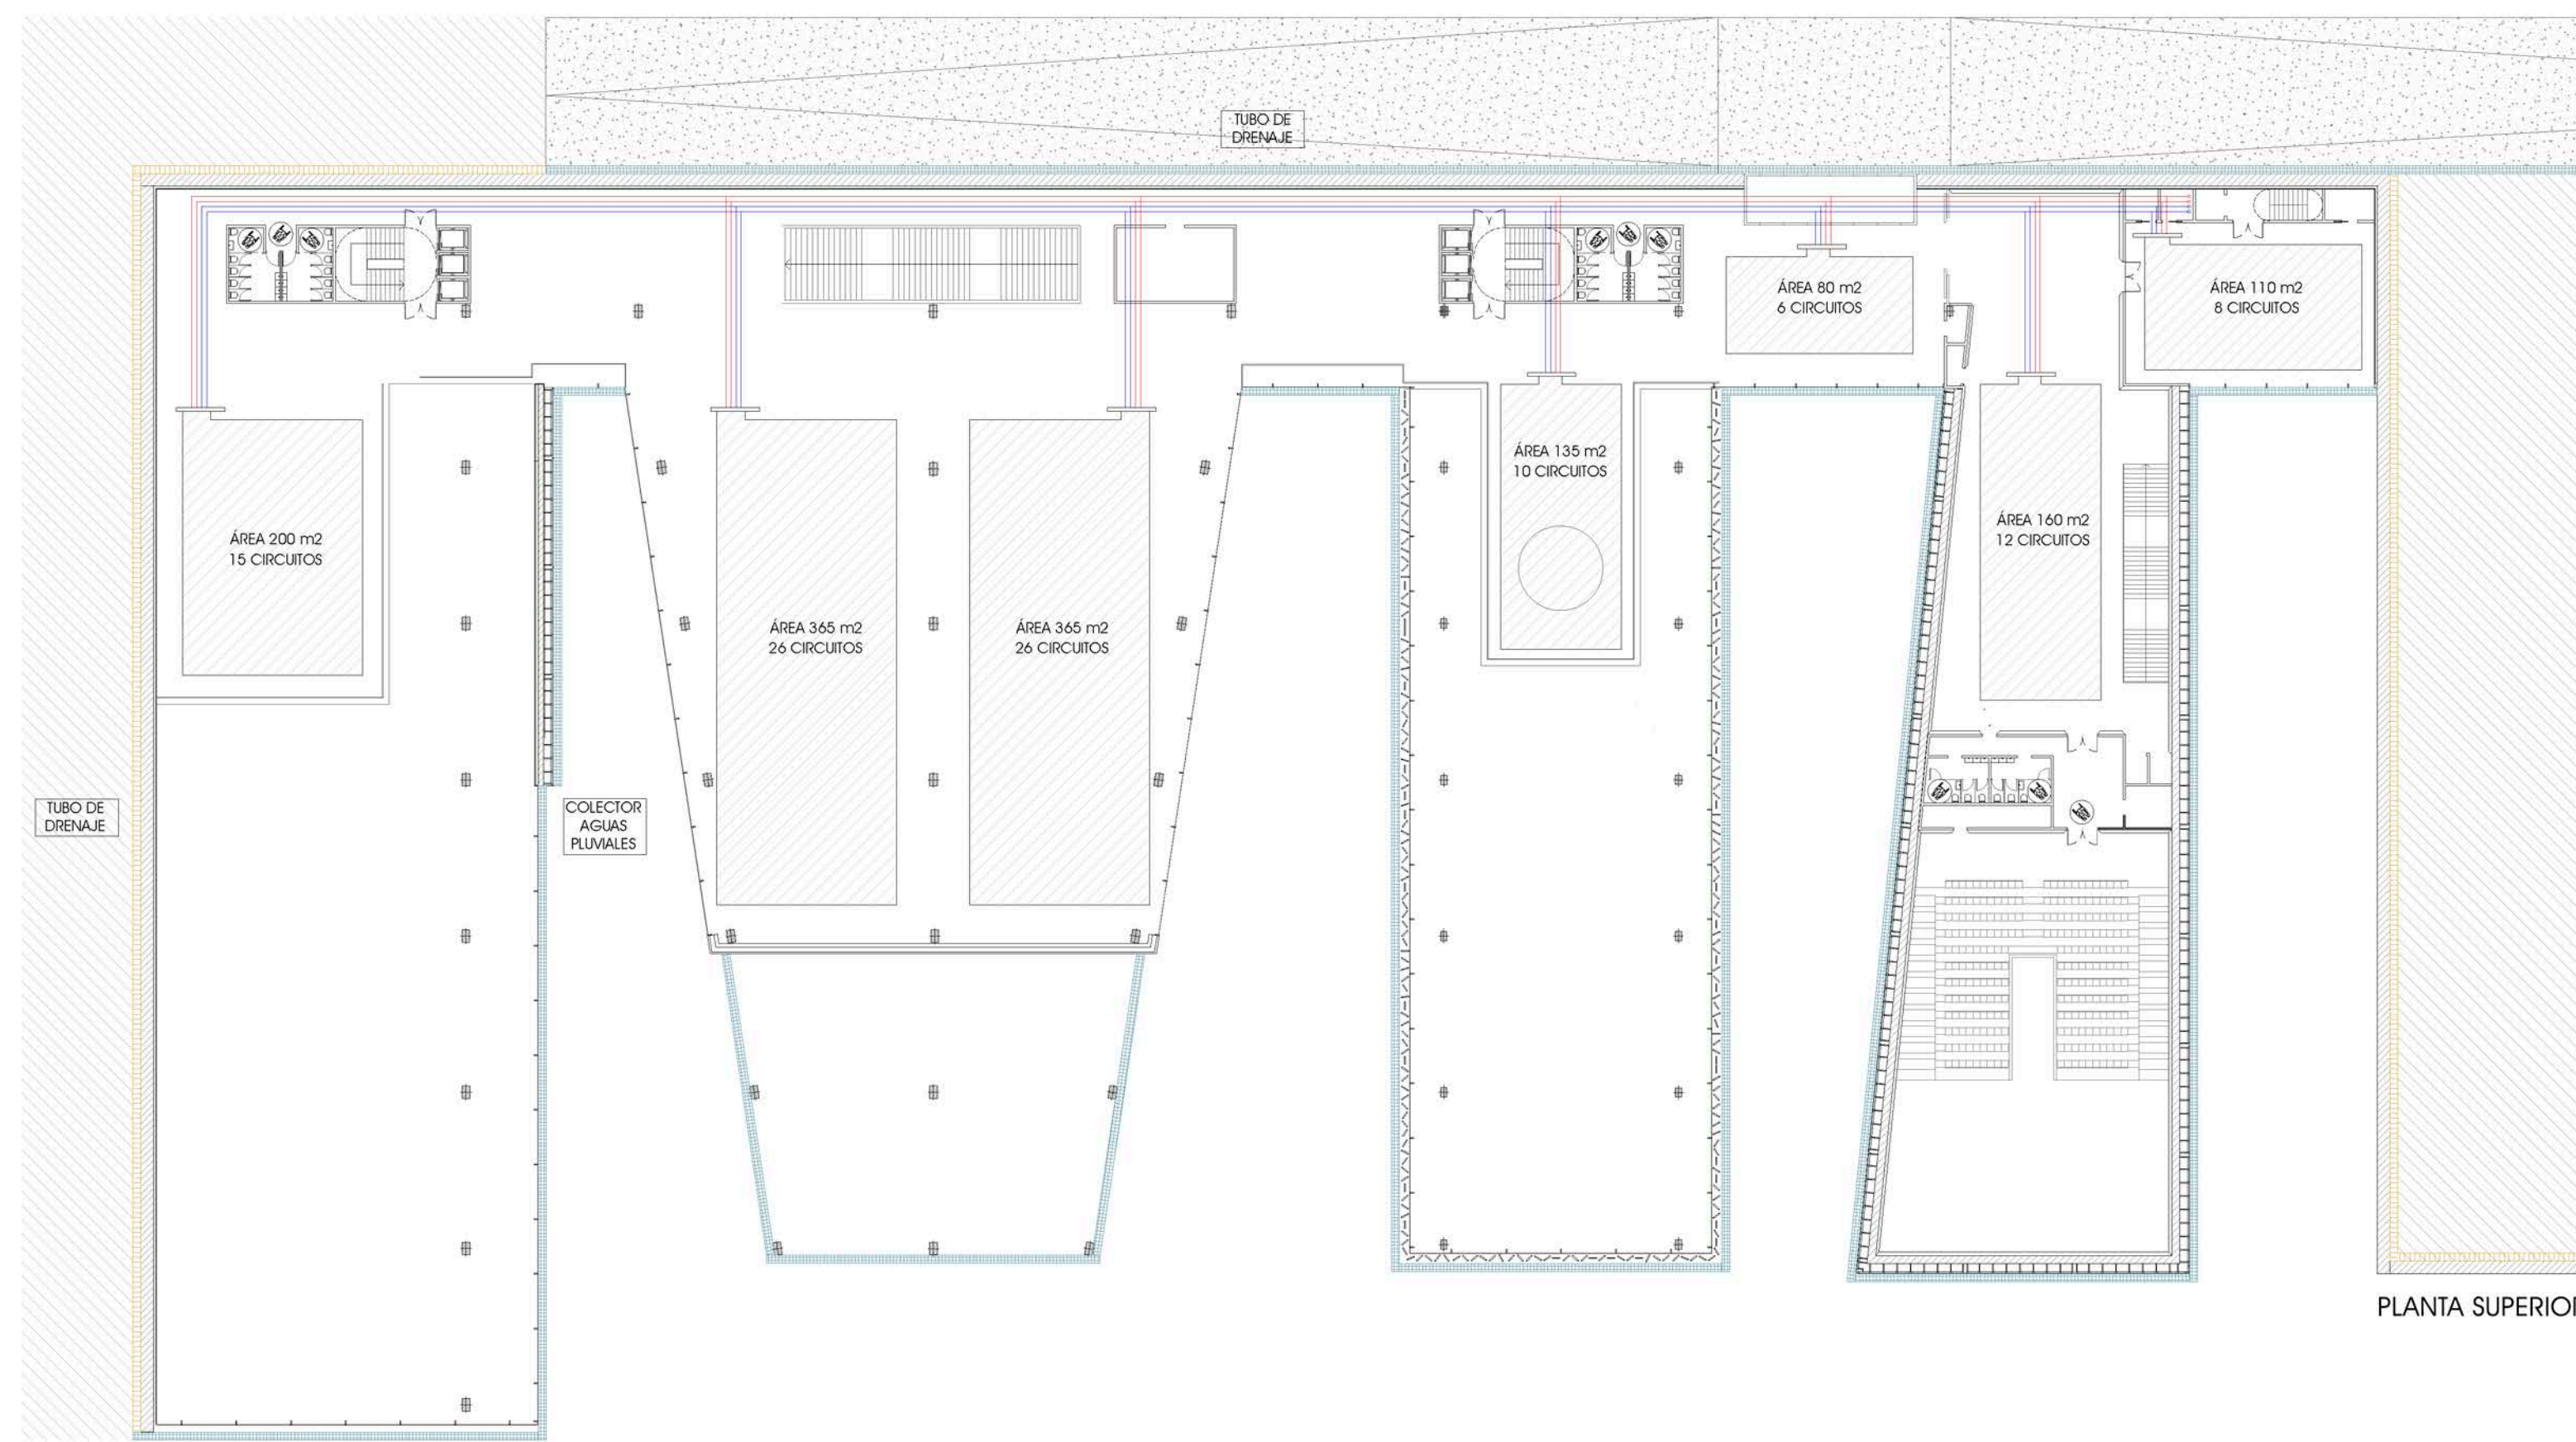 TUBO DE
DRENAJE
ÁREA 80 m2
6 CIRCUITOS
ÁREA 110 m2
8 CIRCUITOS
ÁREA 135 m2
10 CIRCUITOS
ÁREA 200 m2
15 CIRCUITOS
ÁREA 160 m2
12 CIRCUITOS
ÁREA 365 m2
26 CIRCUITOS
ÁREA 365 m2
26 CIRCUITOS
TUBO DE
DRENAJE
COLECTOR
AGUAS
PLUVIALES
PLANTA SUPERIOR